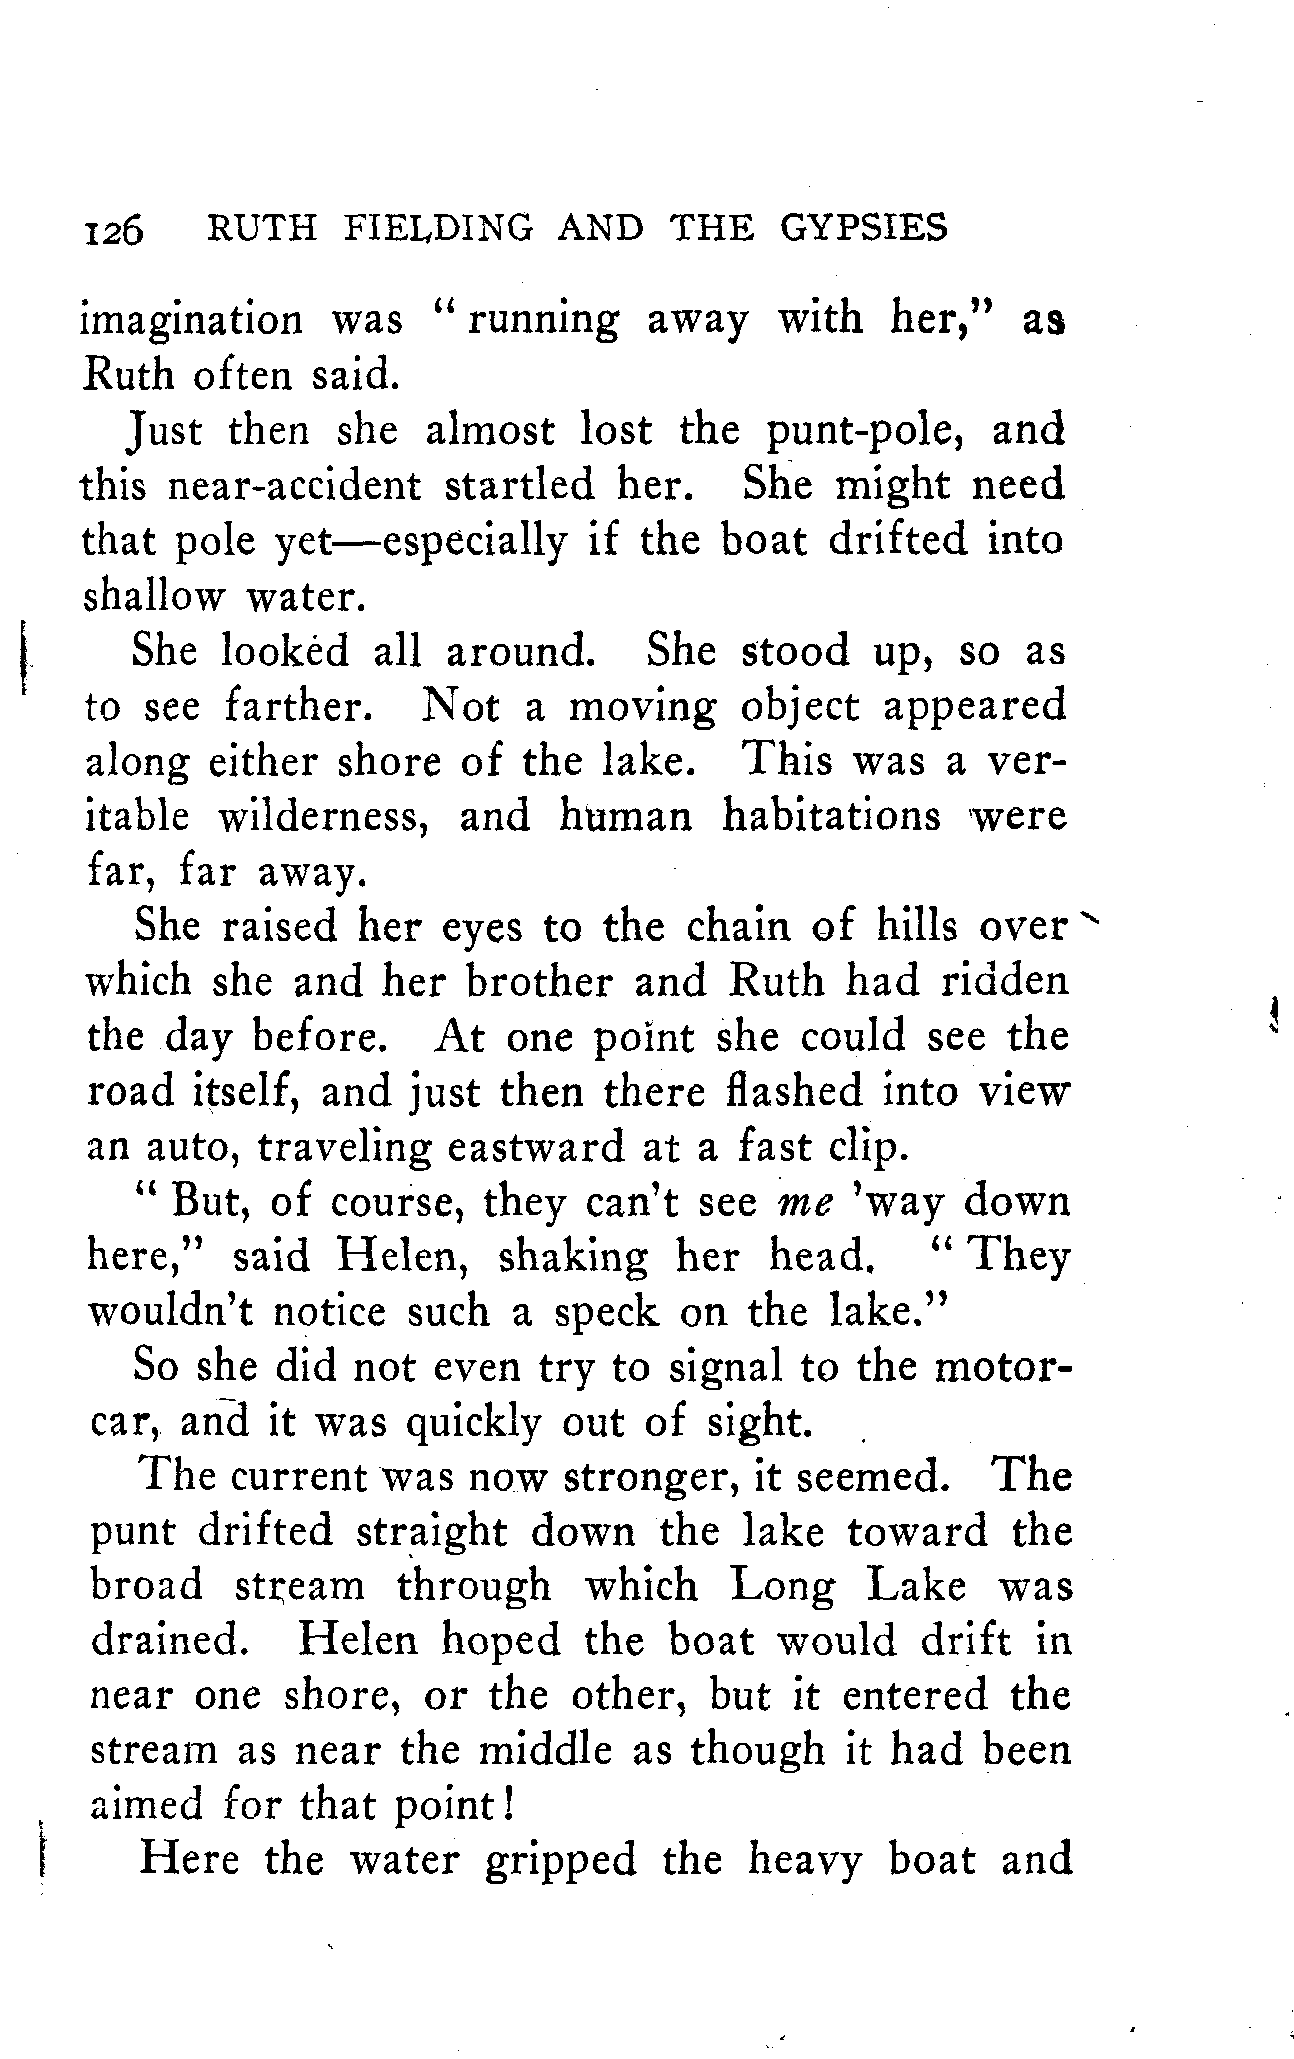 126 RUTH FIELDING AND THE GYPSIES
imagination was " running away with her," as
Ruth often said.
Just then she almost lost the punt-pole, and
this near-accident startled her. She might need
that pole yet—especially if the boat drifted into
shallow water.
She looked all around. She stood up, so as
to see farther. Not a moving object appeared
along either shore of the lake. This was a ver-
itable wilderness, and human habitations were
far, far away.
She raised her eyes to the chain of hills over
which she and her brother and Ruth had ridden
the day before. At one point she could see the
road itself, and just then there flashed into view
an auto, traveling eastward at a fast clip.
" But, of course, they can't see me 'way down
here," said Helen, shaking her head. " They
wouldn't notice such a speck on the lake."
So she did not even try to signal to the motor-
car, and it was quickly out of sight.
The current was now stronger, it seemed. The
punt drifted straight down the lake toward the
broad stream through which Long Lake was
drained. Helen hoped the boat would drift in
near one shore, or the other, but it entered the
stream as near the middle as though it had been
aimed for that point!
Here the water gripped the heavy boat and